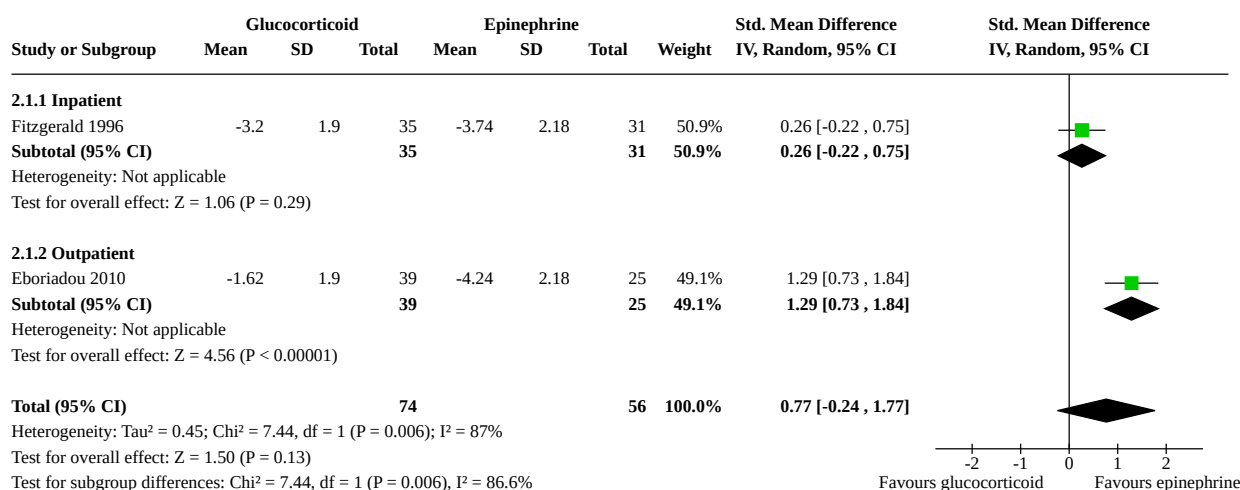 Glucocorticoid Epinephrine Std. Mean Difference Std. Mean Difference
Study or Subgroup Mean SD Total Mean SD Total Weight IV, Random, 95% CI IV, Random, 95% CI
2.1.1 Inpatient
Fitzgerald 1996 -3.2 1.9 35 -3.74 2.18 31 50.9% 0.26 [-0.22 , 0.75]
Subtotal (95% CI) 35 31 50.9% 0.26 [-0.22 , 0.75]
Heterogeneity: Not applicable
Test for overall effect: Z = 1.06 (P = 0.29)
2.1.2 Outpatient
Eboriadou 2010 -1.62 1.9 39 -4.24 2.18 25 49.1% 1.29 [0.73 , 1.84]
Subtotal (95% CI) 39 25 49.1% 1.29 [0.73 , 1.84]
Heterogeneity: Not applicable
Test for overall effect: Z = 4.56 (P < 0.00001)
Total (95% CI) 74 56 100.0% 0.77 [-0.24 , 1.77]
Heterogeneity: Tau² = 0.45; Chi² = 7.44, df = 1 (P = 0.006); I² = 87%
Test for overall effect: Z = 1.50 (P = 0.13)
-2 -1 0 1 2
Test for subgroup differences: Chi² = 7.44, df = 1 (P = 0.006), I² = 86.6% Favours glucocorticoid Favours epinephrine